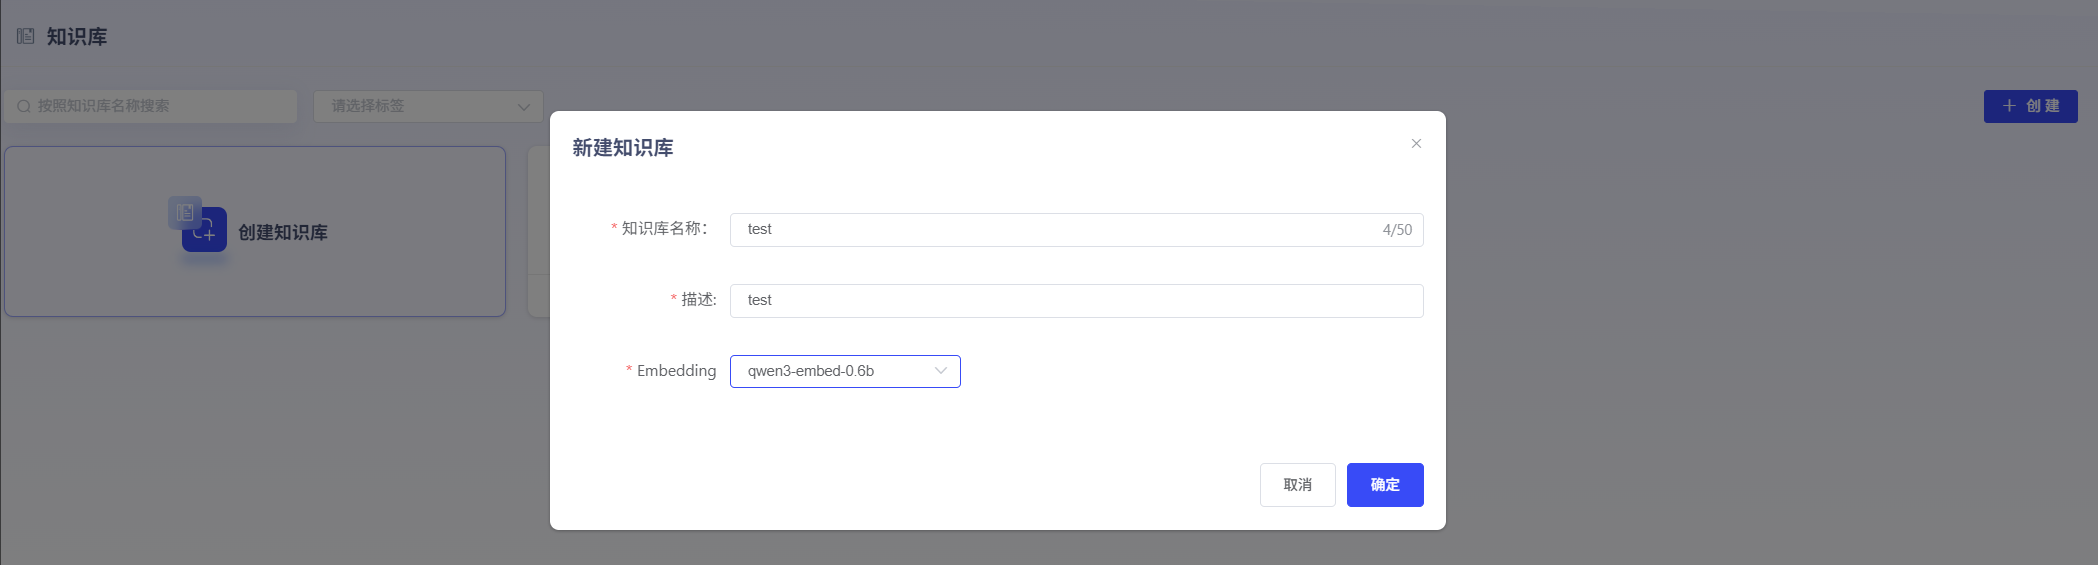 知识库
按照知识库名称搜索
请选择标签
创 建
创建知识库
新建知识库
* 知识库名称：
test
4/50
* 描述:
test
* Embedding
qwen3-embed-0.6b
取消
确定